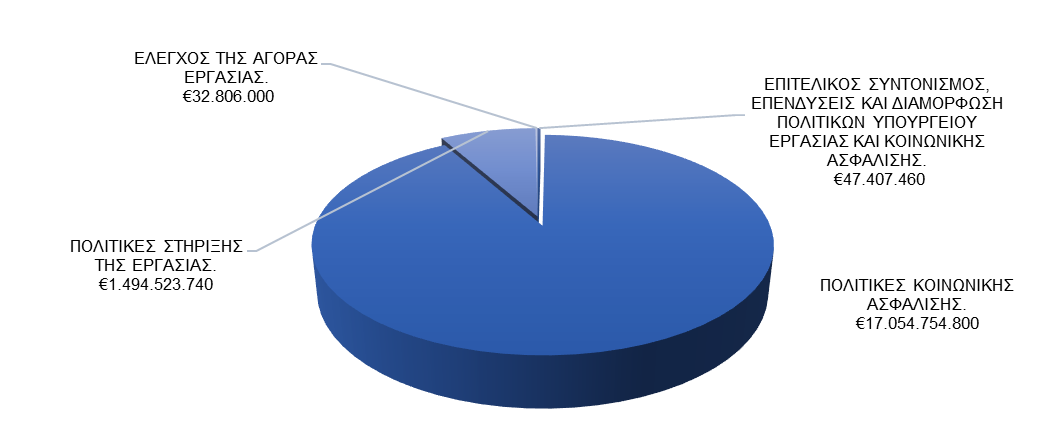 ΕΛΕΓΧΟΣ ΤΗΣ ΑΓΟΡΑΣ
ΕΡΓΑΣΙΑΣ.
€32.806.000
ΕΠΙΤΕΛΙΚΟΣ ΣΥΝΤΟΝΙΣΜΟΣ,
ΕΠΕΝΔΥΣΕΙΣ ΚΑΙ ΔΙΑΜΟΡΦΩΣΗ
ΠΟΛΙΤΙΚΩΝ ΥΠΟΥΡΓΕΙΟΥ
ΕΡΓΑΣΙΑΣ ΚΑΙ ΚΟΙΝΩΝΙΚΗΣ
ΑΣΦΑΛΙΣΗΣ.
€47.407.460
ΠΟΛΙΤΙΚΕΣ ΣΤΗΡΙΞΗΣ
ΤΗΣ ΕΡΓΑΣΙΑΣ.
€1.494.523.740
ΠΟΛΙΤΙΚΕΣ ΚΟΙΝΩΝΙΚΗΣ
ΑΣΦΑΛΙΣΗΣ.
€17.054.754.800